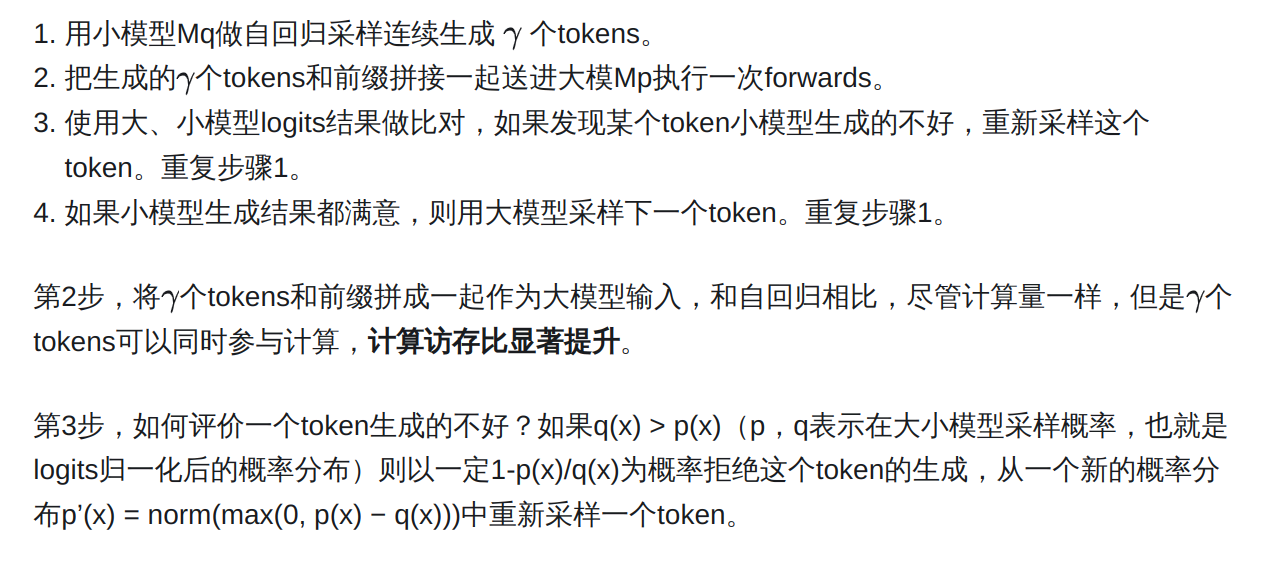 1. 用小模型Mq做自回归采样连续生成 γ 个tokens。
2. 把生成的γ个tokens和前缀拼接一起送进大模Mp执行一次forwards。
3. 使用大、小模型logits结果做比对，如果发现某个token小模型生成的不好，重新采样这个
token。重复步骤1。
4. 如果小模型生成结果都满意，则用大模型采样下一个token。重复步骤1。
第2步，将γ个tokens和前缀拼成一起作为大模型输入，和自回归相比，尽管计算量一样，但是γ个
tokens可以同时参与计算，计算访存比显著提升。
第3步，如何评价一个token生成的不好？如果q(x) > p(x)（p，q表示在大小模型采样概率，也就是
logits归一化后的概率分布）则以一定1-p(x)/q(x)为概率拒绝这个token的生成，从一个新的概率分
布p’(x) = norm(max(0, p(x) − q(x)))中重新采样一个token。